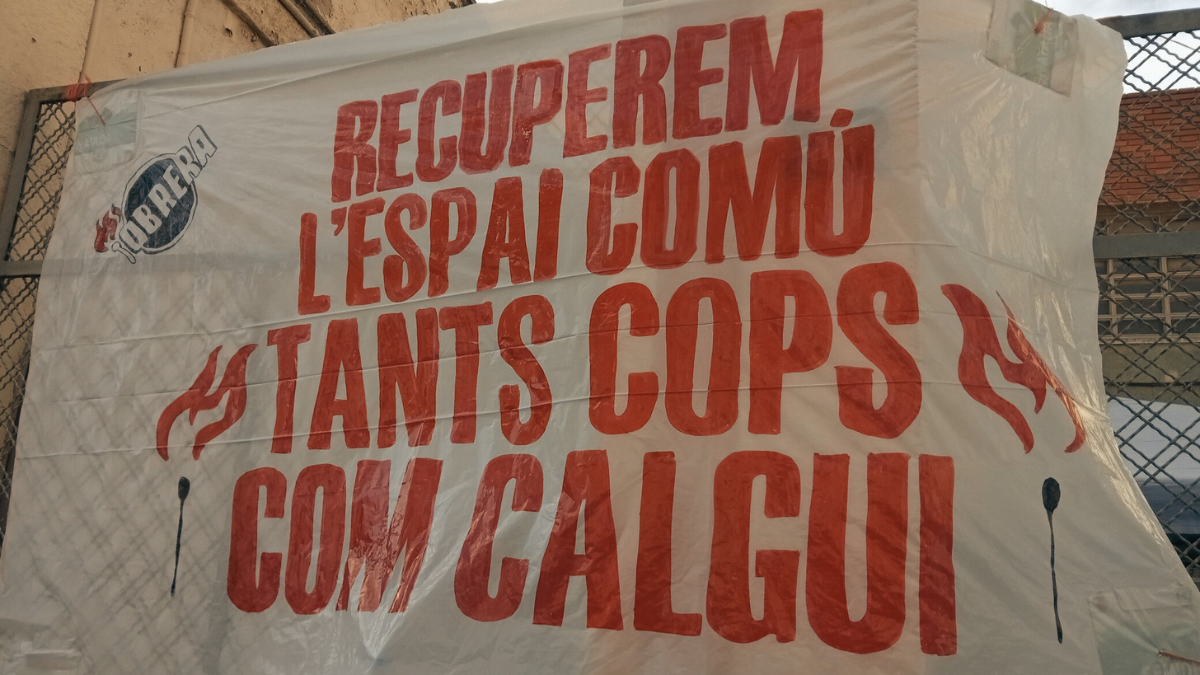 L'OBRERA
RECUPEREM
L'ESPAI COMÚ
TANTS COPS
COM CALGUI